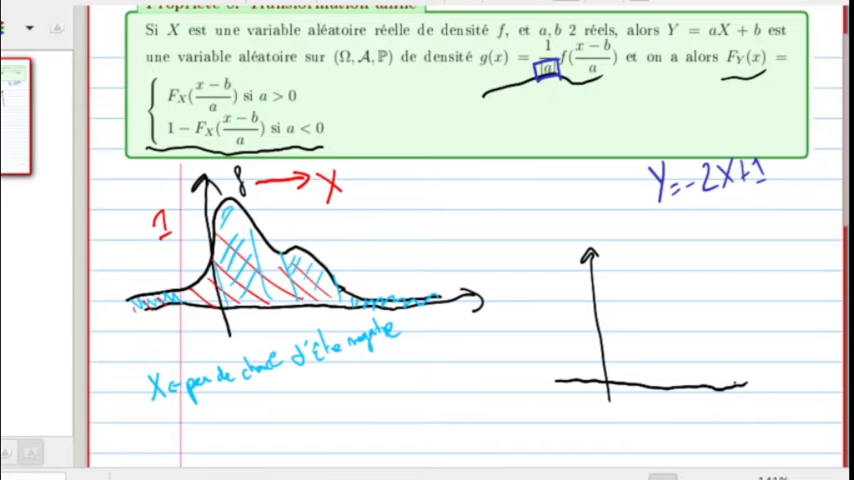 Propriété 3. Transformation affine
Si X est une variable aléatoire réelle de densité f, et a, b 2 réels, alors Y = aX + b est
une variable aléatoire sur (Ω, A, ℙ) de densité g(x) = 1/|a| f((x − b)/a) et on a alors F_Y(x) =
F_X((x − b)/a) si a > 0
1 − F_X((x − b)/a) si a < 0
Y = -2X+1
f → X
1
X peu de chance d'être négative